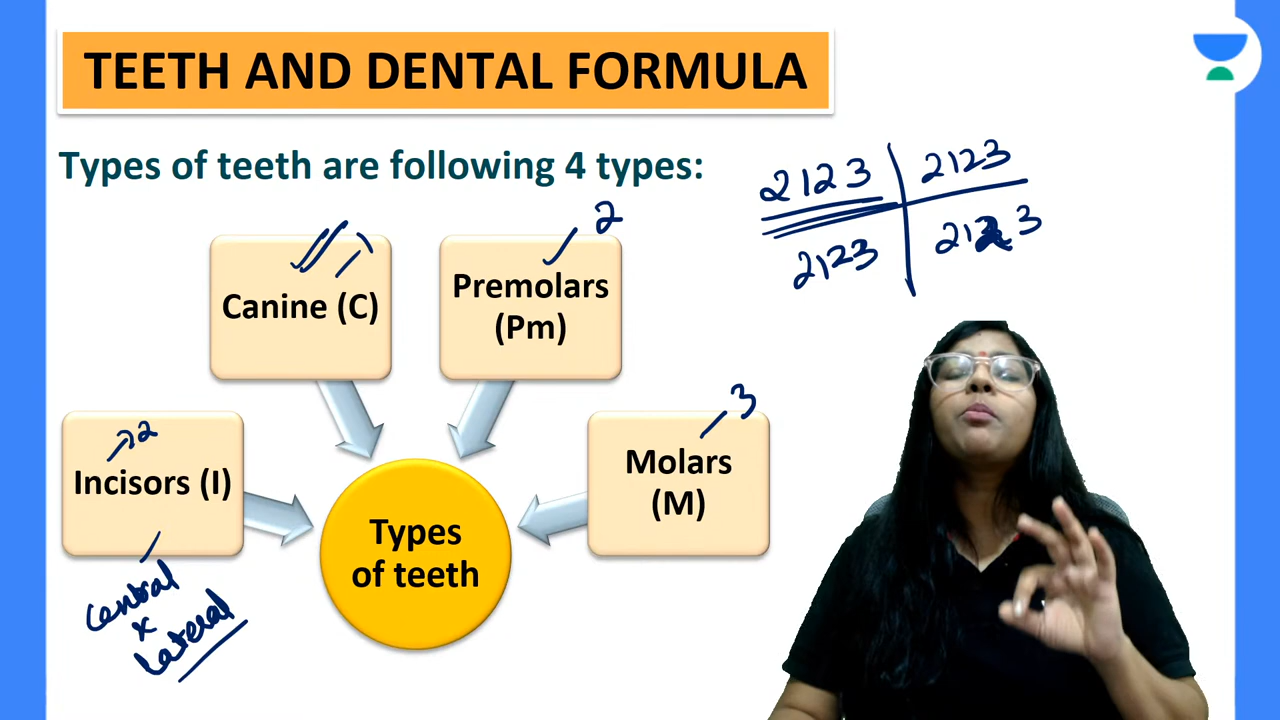 TEETH AND DENTAL FORMULA
Types of teeth are following 4 types:
2123 | 2123
2123 | 2123
Canine (C)
1
Premolars
(Pm)
2
Incisors (I)
2
central
lateral
Molars
(M)
3
Types
of teeth